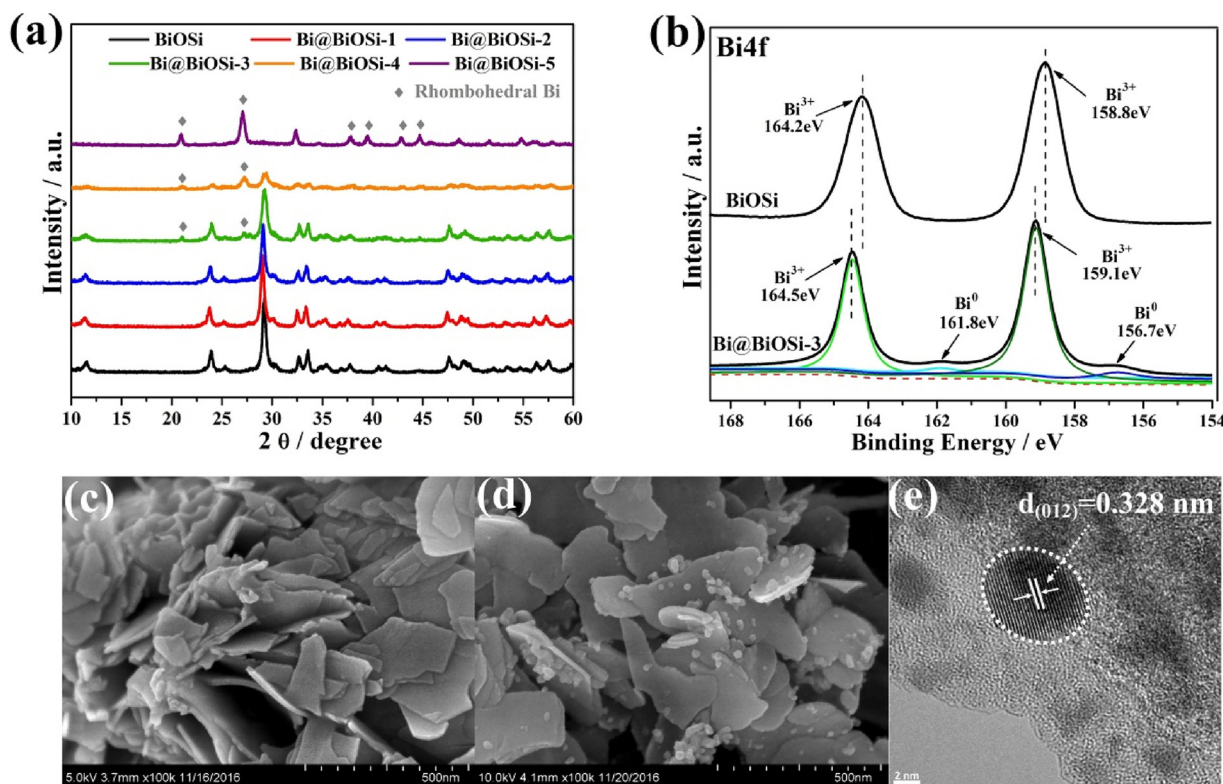 (a)
BiOSi Bi@BiOSi-1 Bi@BiOSi-2
Bi@BiOSi-3 Bi@BiOSi-4 Bi@BiOSi-5
♦ Rhombohedral Bi
Intensity / a.u.
10 15 20 25 30 35 40 45 50 55 60
2 θ / degree
(b)
Bi4f
Bi3+
164.2eV
Bi3+
158.8eV
BiOSi
Bi3+
164.5eV
Bi3+
159.1eV
Bi0
161.8eV
Bi0
156.7eV
Bi@BiOSi-3
Intensity / a.u.
168 166 164 162 160 158 156 154
Binding Energy / eV
(c)
5.0kV 3.7mm x100k 11/16/2016 500nm
(d)
10.0kV 4.1mm x100k 11/20/2016 500nm
(e)
d(012)=0.328 nm
2 nm